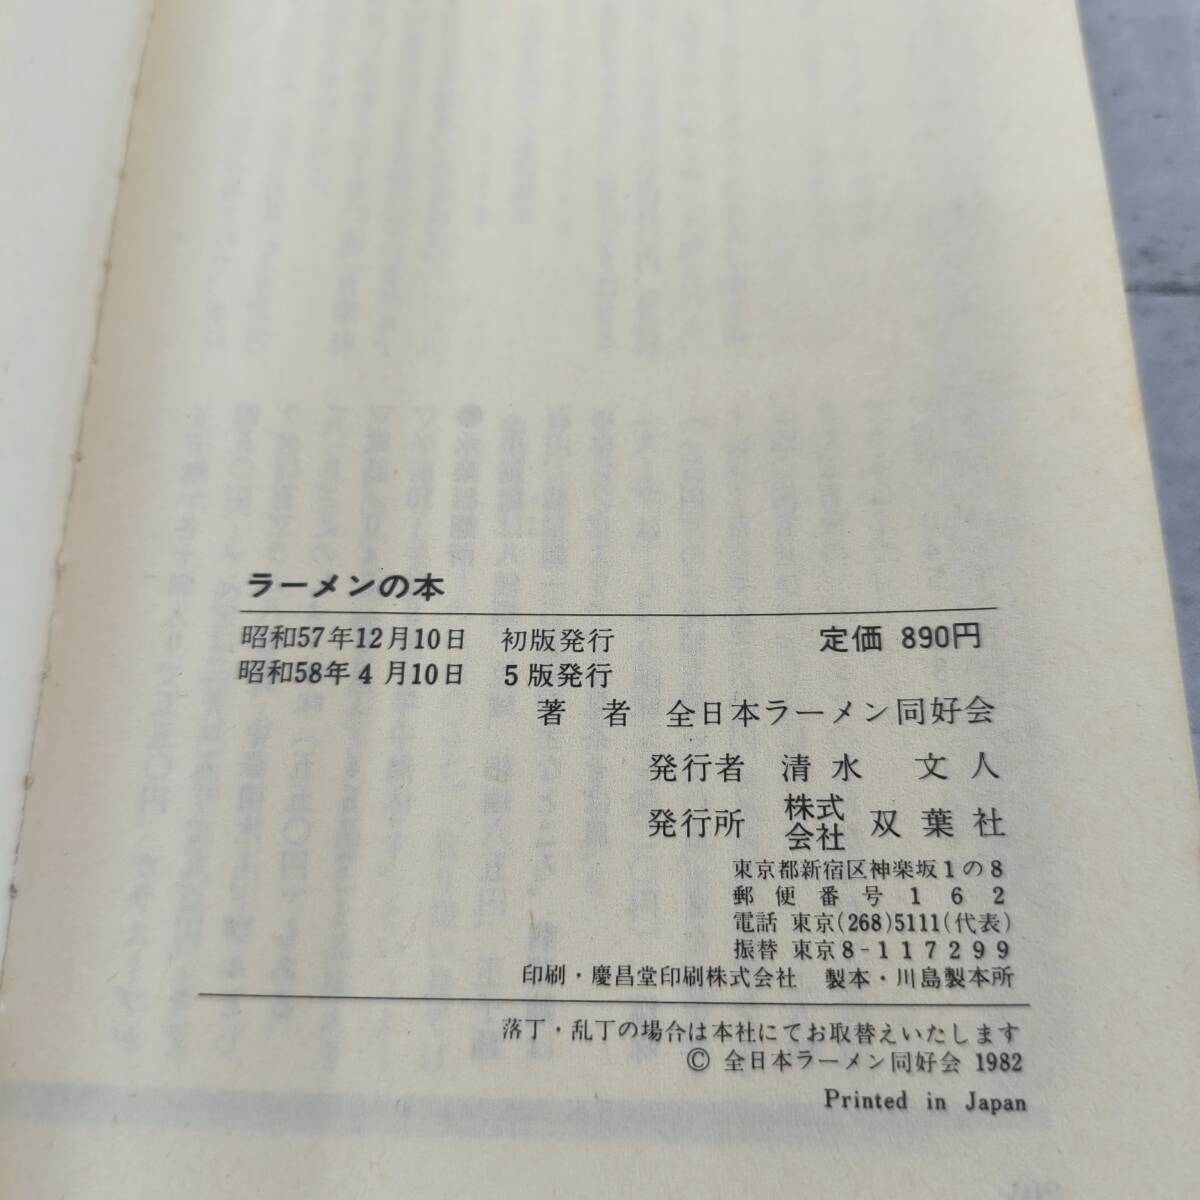 ラーメンの本
昭和57年12月10日 初版発行 定価 890円
昭和58年4月10日 5版発行
著者 全日本ラーメン同好会
発行者 清水 文人
発行所 株式会社 双葉社
東京都新宿区神楽坂1の8
郵便番号 162
電話 東京(268)5111(代表)
振替 東京8-117299
印刷・慶昌堂印刷株式会社 製本・川島製本所
落丁・乱丁の場合は本社にてお取替えいたします
© 全日本ラーメン同好会 1982
Printed in Japan